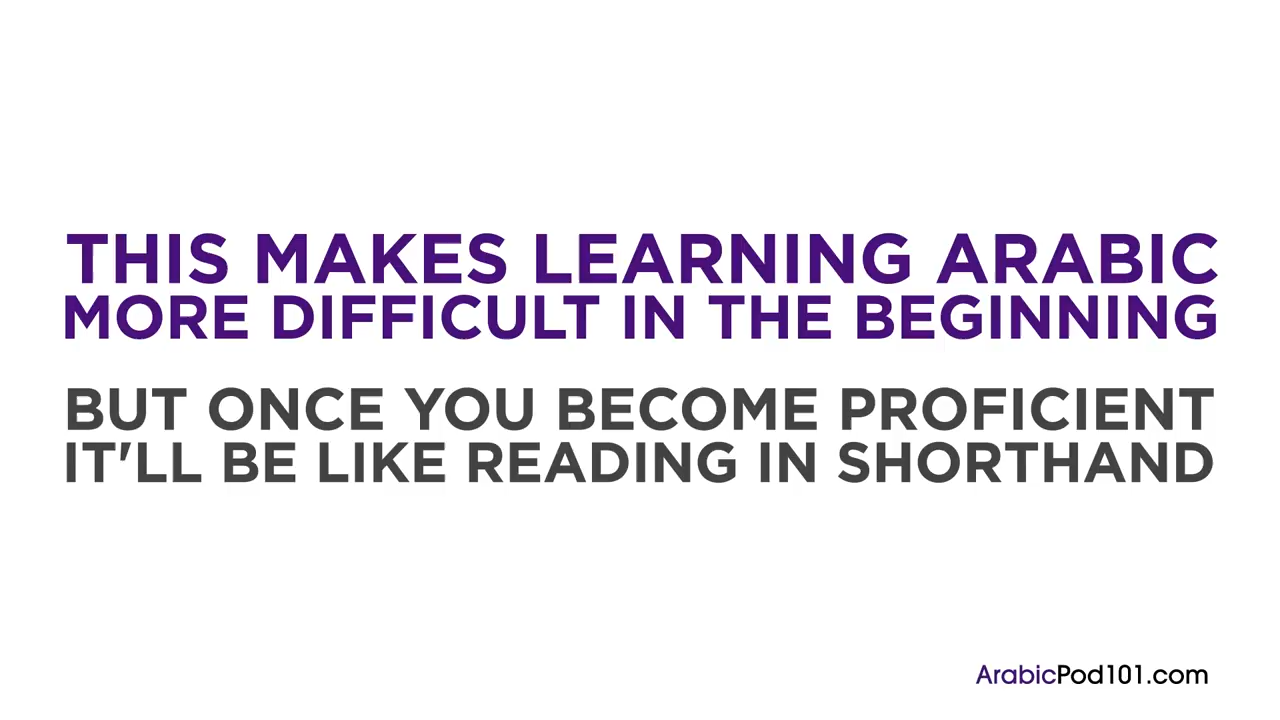 THIS MAKES LEARNING ARABIC
MORE DIFFICULT IN THE BEGINNING
BUT ONCE YOU BECOME PROFICIENT
IT'LL BE LIKE READING IN SHORTHAND
ArabicPod101.com